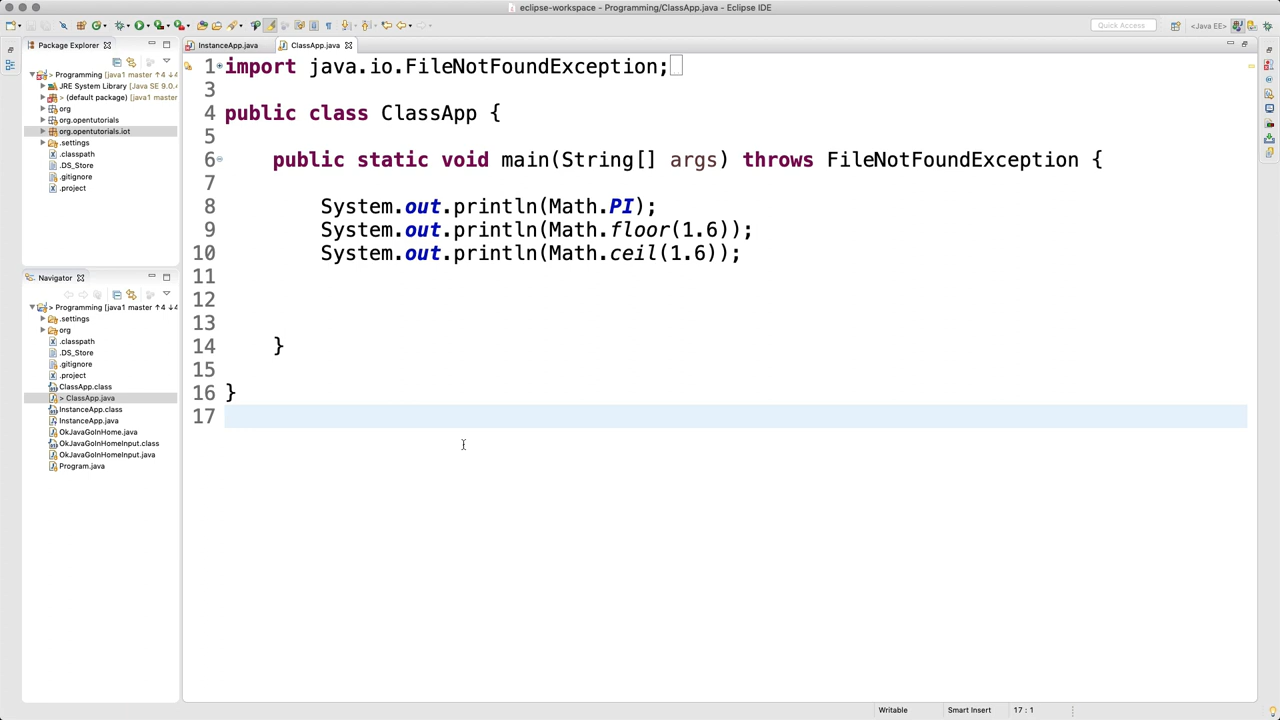 eclipse-workspace - Programming/ClassApp.java - Eclipse IDE
Quick Access
<Java EE>
Package Explorer
> Programming [java1 master ↑4 ↓4
JRE System Library [Java SE 9.0.4
> (default package) [java1 master
org
org.opentutorials
org.opentutorials.iot
.settings
.classpath
.DS_Store
.gitignore
.project
Navigator
> Programming [java1 master ↑4 ↓4
.settings
org
.classpath
.DS_Store
.gitignore
.project
ClassApp.class
> ClassApp.java
InstanceApp.class
InstanceApp.java
OkJavaGoInHome.java
OkJavaGoInHomeInput.class
OkJavaGoInHomeInput.java
Program.java
InstanceApp.java
ClassApp.java
1 import java.io.FileNotFoundException;
3
4 public class ClassApp {
5
6 public static void main(String[] args) throws FileNotFoundException {
7
8 System.out.println(Math.PI);
9 System.out.println(Math.floor(1.6));
10 System.out.println(Math.ceil(1.6));
11
12
13
14 }
15
16 }
17
Writable
Smart Insert
17 : 1